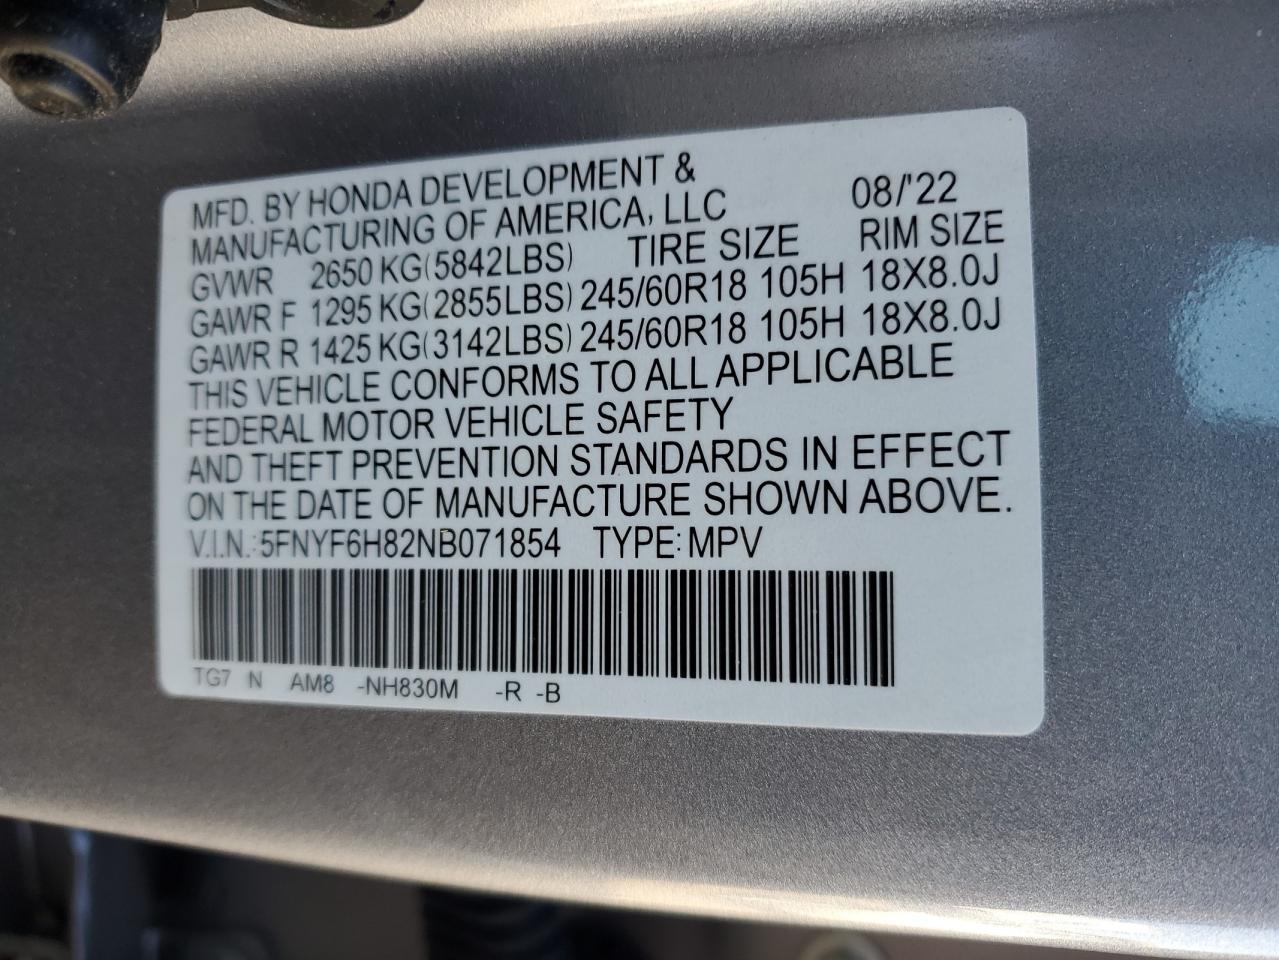 MFD. BY HONDA DEVELOPMENT &
MANUFACTURING OF AMERICA, LLC 08/'22
GVWR 2650 KG(5842LBS) TIRE SIZE RIM SIZE
GAWR F 1295 KG(2855LBS) 245/60R18 105H 18X8.0J
GAWR R 1425 KG(3142LBS) 245/60R18 105H 18X8.0J
THIS VEHICLE CONFORMS TO ALL APPLICABLE
FEDERAL MOTOR VEHICLE SAFETY
AND THEFT PREVENTION STANDARDS IN EFFECT
ON THE DATE OF MANUFACTURE SHOWN ABOVE.
V.I.N.: 5FNYF6H82NB071854 TYPE: MPV
TG7 N AM8 -NH830M -R -B